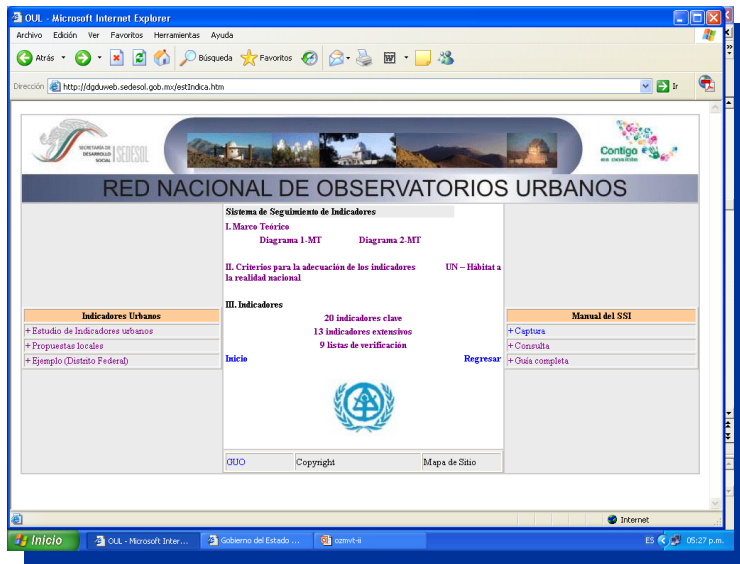 OUL - Microsoft Internet Explorer
Archivo Edición Ver Favoritos Herramientas Ayuda
Atrás Búsqueda Favoritos
Dirección http://dgduweb.sedesol.gob.mx/estIndica.htm Ir
SECRETARÍA DE
DESARROLLO
SOCIAL
SEDESOL
Contigo
es posible
RED NACIONAL DE OBSERVATORIOS URBANOS
Sistema de Seguimiento de Indicadores
I. Marco Teórico
Diagrama 1-MT Diagrama 2-MT
II. Criterios para la adecuación de los indicadores UN – Hábitat a
la realidad nacional
III. Indicadores
20 indicadores clave
13 indicadores extensivos
9 listas de verificación
Inicio Regresar
Indicadores Urbanos
+ Estudio de Indicadores urbanos
+ Propuestas locales
+ Ejemplo (Distrito Federal)
Manual del SSI
+ Captura
+ Consulta
+ Guía completa
GUO Copyright Mapa de Sitio
Internet
Inicio OUL - Microsoft Inter... Gobierno del Estado ... ozmvt-ii ES 05:27 p.m.